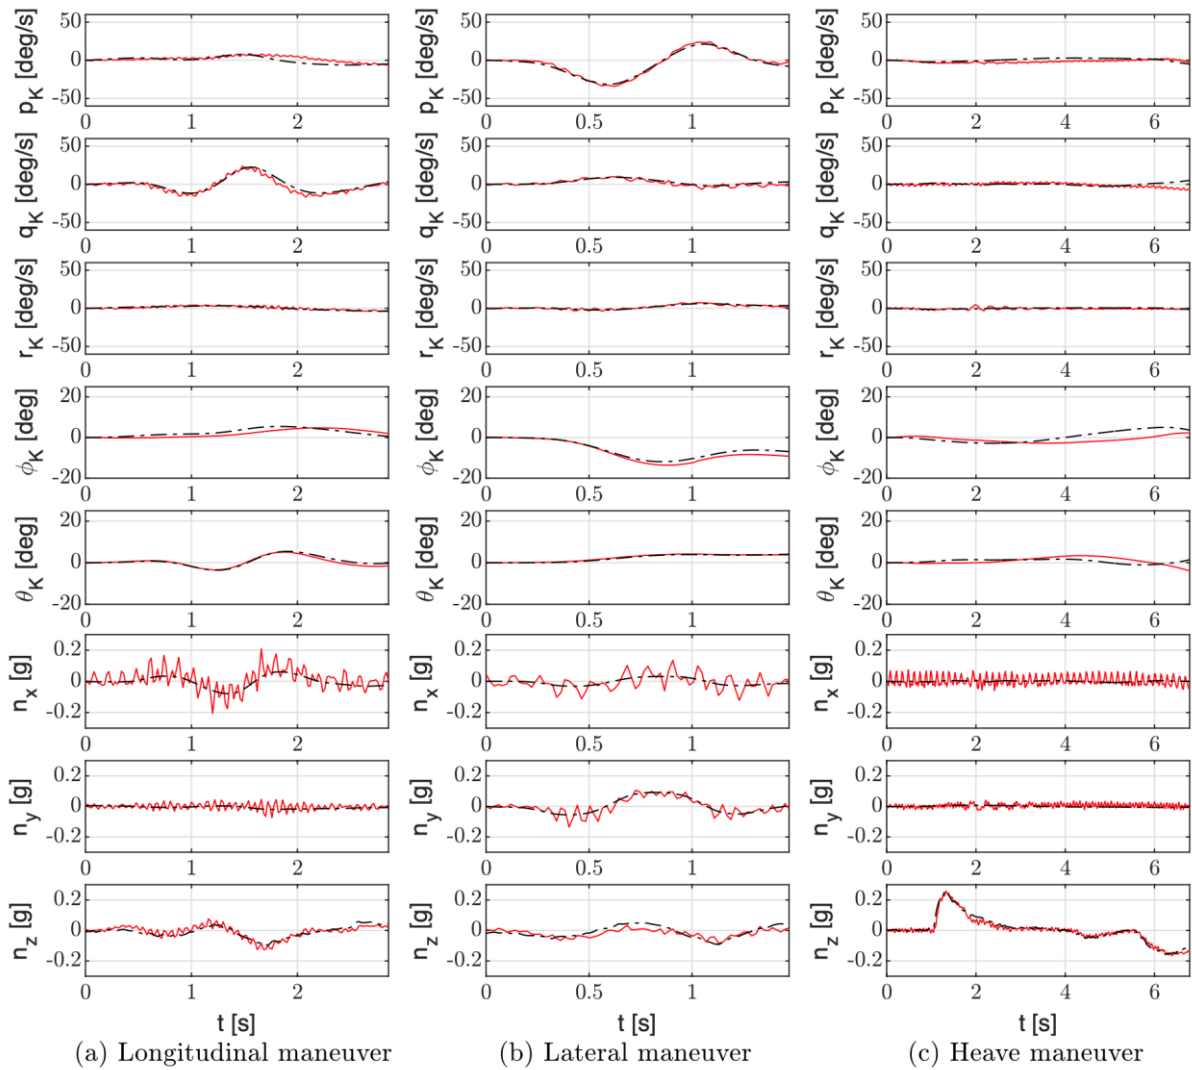 p_K [deg/s] 50 0 -50 0 1 2
p_K [deg/s] 50 0 -50 0 0.5 1
p_K [deg/s] 50 0 -50 0 2 4 6
q_K [deg/s] 50 0 -50 0 1 2
q_K [deg/s] 50 0 -50 0 0.5 1
q_K [deg/s] 50 0 -50 0 2 4 6
r_K [deg/s] 50 0 -50 0 1 2
r_K [deg/s] 50 0 -50 0 0.5 1
r_K [deg/s] 50 0 -50 0 2 4 6
ϕ_K [deg] 20 0 -20 0 1 2
ϕ_K [deg] 20 0 -20 0 0.5 1
ϕ_K [deg] 20 0 -20 0 2 4 6
θ_K [deg] 20 0 -20 0 1 2
θ_K [deg] 20 0 -20 0 0.5 1
θ_K [deg] 20 0 -20 0 2 4 6
n_x [g] 0.2 0 -0.2 0 1 2
n_x [g] 0.2 0 -0.2 0 0.5 1
n_x [g] 0.2 0 -0.2 0 2 4 6
n_y [g] 0.2 0 -0.2 0 1 2
n_y [g] 0.2 0 -0.2 0 0.5 1
n_y [g] 0.2 0 -0.2 0 2 4 6
n_z [g] 0.2 0 -0.2 0 1 2
n_z [g] 0.2 0 -0.2 0 0.5 1
n_z [g] 0.2 0 -0.2 0 2 4 6
t [s]
t [s]
t [s]
(a) Longitudinal maneuver
(b) Lateral maneuver
(c) Heave maneuver